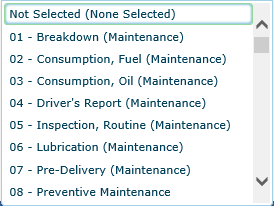 Not Selected (None Selected)
01 - Breakdown (Maintenance)
02 - Consumption, Fuel (Maintenance)
03 - Consumption, Oil (Maintenance)
04 - Driver's Report (Maintenance)
05 - Inspection, Routine (Maintenance)
06 - Lubrication (Maintenance)
07 - Pre-Delivery (Maintenance)
08 - Preventive Maintenance